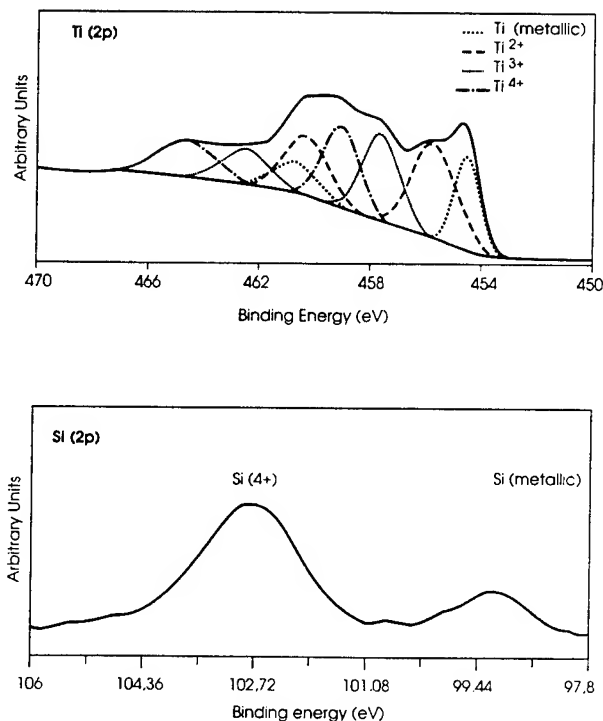 Ti (2p)
Ti (metallic)
Ti 2+
Ti 3+
Ti 4+
Arbitrary Units
470 466 462 458 454 450
Binding Energy (eV)
Si (2p)
Si (4+) Si (metallic)
Arbitrary Units
106 104.36 102.72 101.08 99.44 97.8
Binding energy (eV)